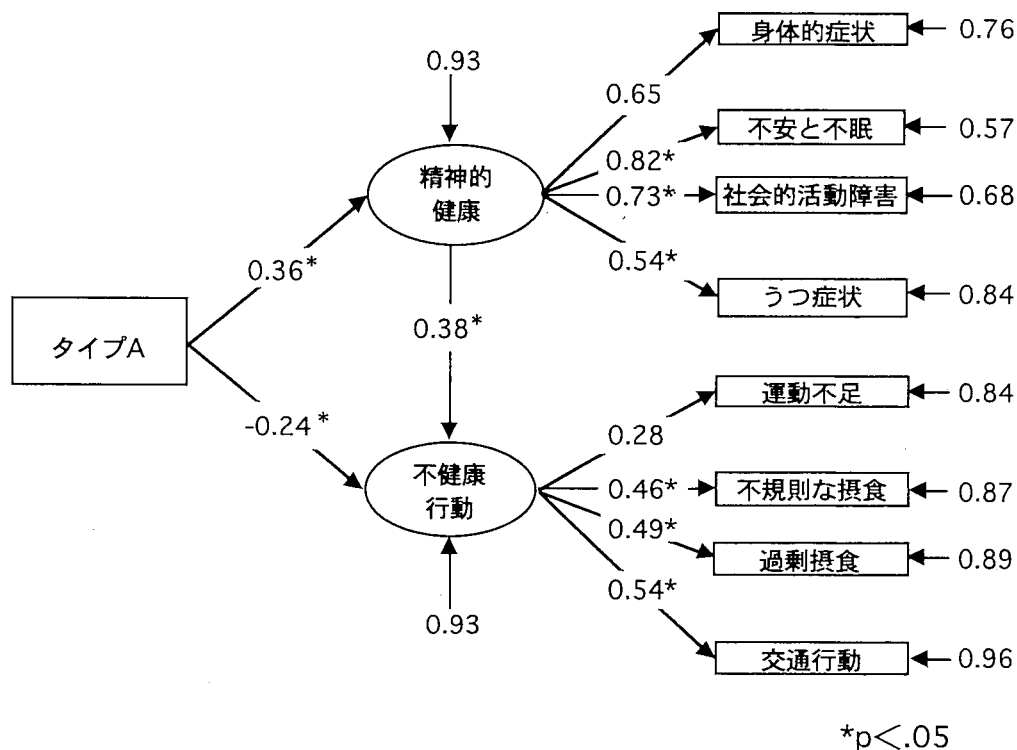 身体的症状
0.76
0.93
0.65
不安と不眠
0.57
0.82*
精神的
健康
0.73*
社会的活動障害
0.68
0.36*
0.54*
うつ症状
0.84
タイプA
0.38*
運動不足
0.84
-0.24*
0.28
不健康
行動
0.46*
不規則な摂食
0.87
0.49*
過剰摂食
0.89
0.54*
0.93
交通行動
0.96
*p<.05